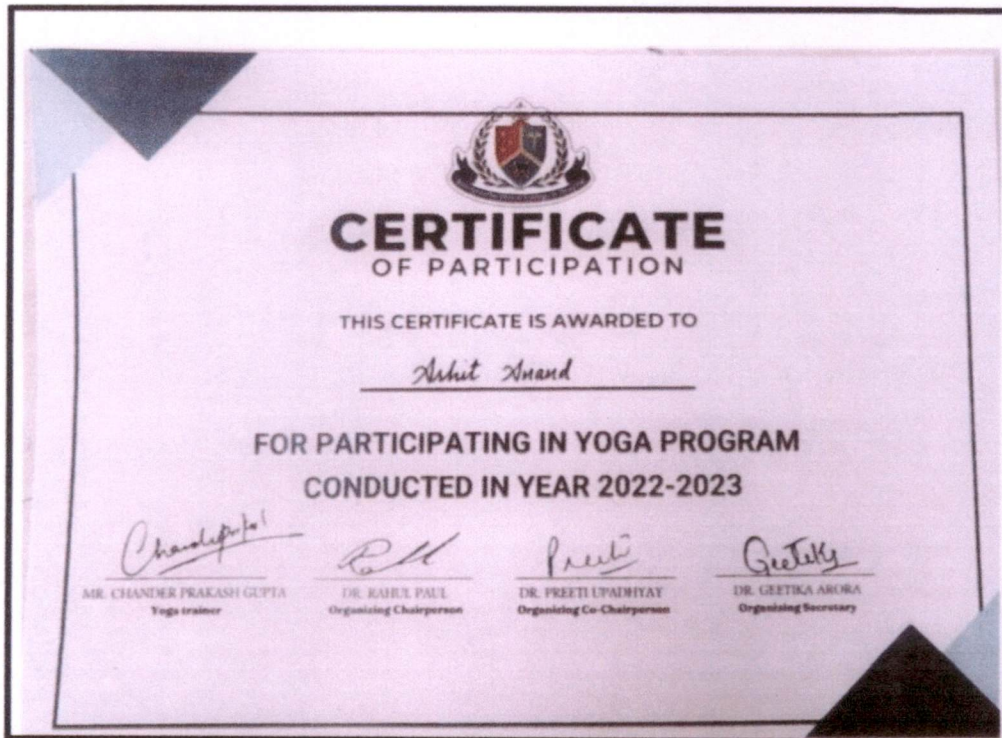 CERTIFICATE
OF PARTICIPATION
THIS CERTIFICATE IS AWARDED TO
Arhit Anand
FOR PARTICIPATING IN YOGA PROGRAM
CONDUCTED IN YEAR 2022-2023
Preeti
Geetika
MR. CHANDER PRAKASH GUPTA DR. RAHUL PAUL DR. PREETI UPADHYAY DR. GEETIKA ARORA
Yoga trainer Organizing Chairperson Organizing Co-Chairperson Organizing Secretary